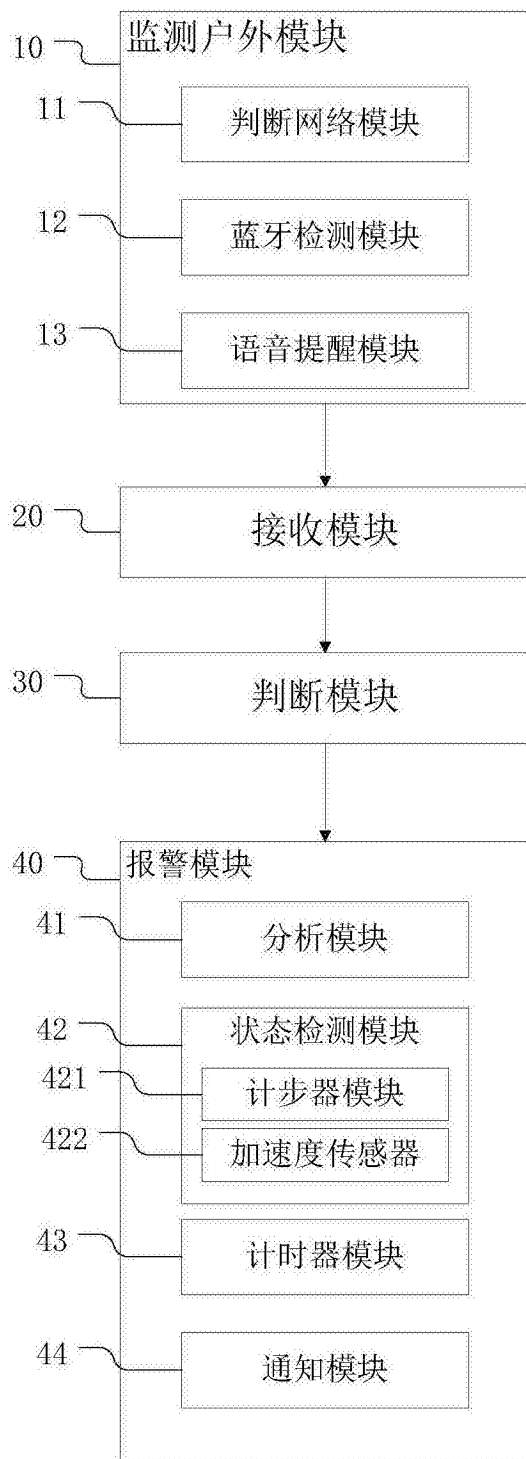 10 监测户外模块
11 判断网络模块
12 蓝牙检测模块
13 语音提醒模块
20 接收模块
30 判断模块
40 报警模块
41 分析模块
42 状态检测模块
421 计步器模块
422 加速度传感器
43 计时器模块
44 通知模块